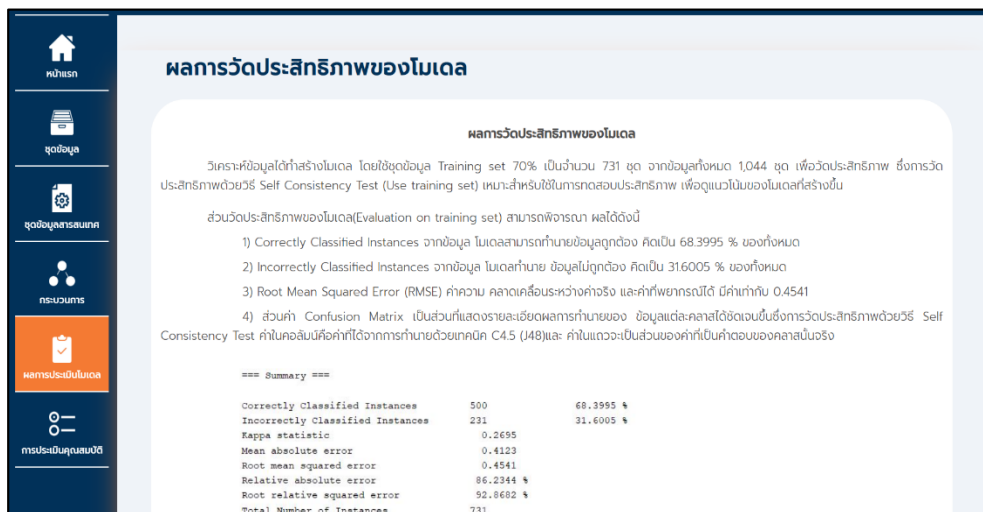 หน้าแรก
ชุดข้อมูล
ชุดข้อมูลสารสนเทศ
กระบวนการ
ผลการประเมินโมเดล
การประเมินคุณสมบัติ
ผลการวัดประสิทธิภาพของโมเดล
ผลการวัดประสิทธิภาพของโมเดล
วิเคราะห์ข้อมูลได้ทำสร้างโมเดล โดยใช้ชุดข้อมูล Training set 70% เป็นจำนวน 731 ชุด จากข้อมูลทั้งหมด 1,044 ชุด เพื่อวัดประสิทธิภาพ ซึ่งการวัด
ประสิทธิภาพด้วยวิธี Self Consistency Test (Use training set) เหมาะสำหรับใช้ในการทดสอบประสิทธิภาพ เพื่อดูแนวโน้มของโมเดลที่สร้างขึ้น
ส่วนวัดประสิทธิภาพของโมเดล(Evaluation on training set) สามารถพิจารณา ผลได้ดังนี้
1) Correctly Classified Instances จากข้อมูล โมเดลสามารถทำนายข้อมูลถูกต้อง คิดเป็น 68.3995 % ของทั้งหมด
2) Incorrectly Classified Instances จากข้อมูล โมเดลทำนาย ข้อมูลไม่ถูกต้อง คิดเป็น 31.6005 % ของทั้งหมด
3) Root Mean Squared Error (RMSE) ค่าความ คลาดเคลื่อนระหว่างค่าจริง และค่าที่พยากรณ์ได้ มีค่าเท่ากับ 0.4541
4) ส่วนค่า Confusion Matrix เป็นส่วนที่แสดงรายละเอียดผลการทำนายของ ข้อมูลแต่ละคลาสได้ชัดเจนขึ้นซึ่งการวัดประสิทธิภาพด้วยวิธี Self
Consistency Test ค่าในคอลัมน์คือค่าที่ได้จากการทำนายด้วยเทคนิค C4.5 (J48)และ ค่าในแถวจะเป็นส่วนของค่าที่เป็นคำตอบของคลาสนั้นจริง
=== Summary ===
Correctly Classified Instances 500 68.3995 %
Incorrectly Classified Instances 231 31.6005 %
Kappa statistic 0.2695
Mean absolute error 0.4123
Root mean squared error 0.4541
Relative absolute error 86.2344 %
Root relative squared error 92.8682 %
Total Number of Instances 731